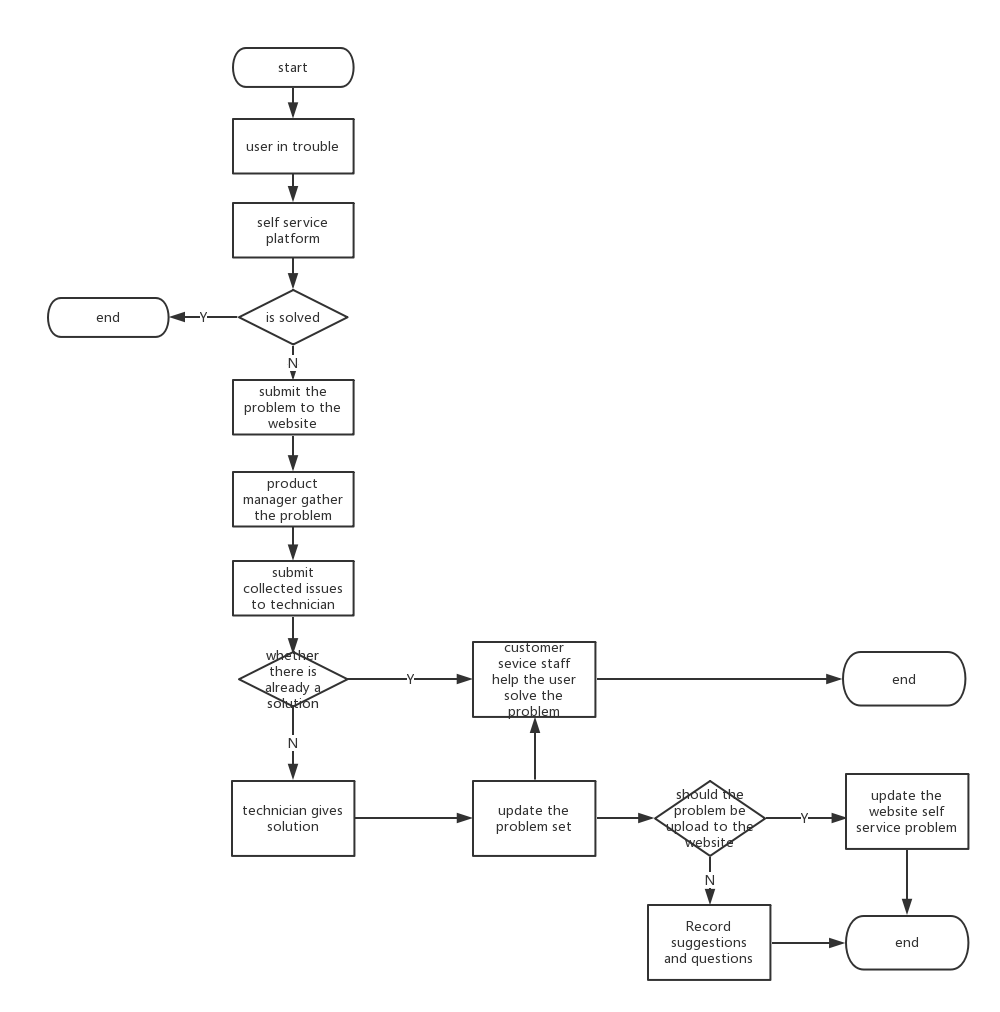 start
user in trouble
self service
platform
is solved
Y
end
N
submit the
problem to the
website
product
manager gather
the problem
submit
collected issues
to technician
whether
there is
already a
solution
Y
customer
sevice staff
help the user
solve the
problem
end
N
technician gives
solution
update the
problem set
should the
problem be
upload to the
website
Y
update the
website self
service problem
N
Record
suggestions
and questions
end